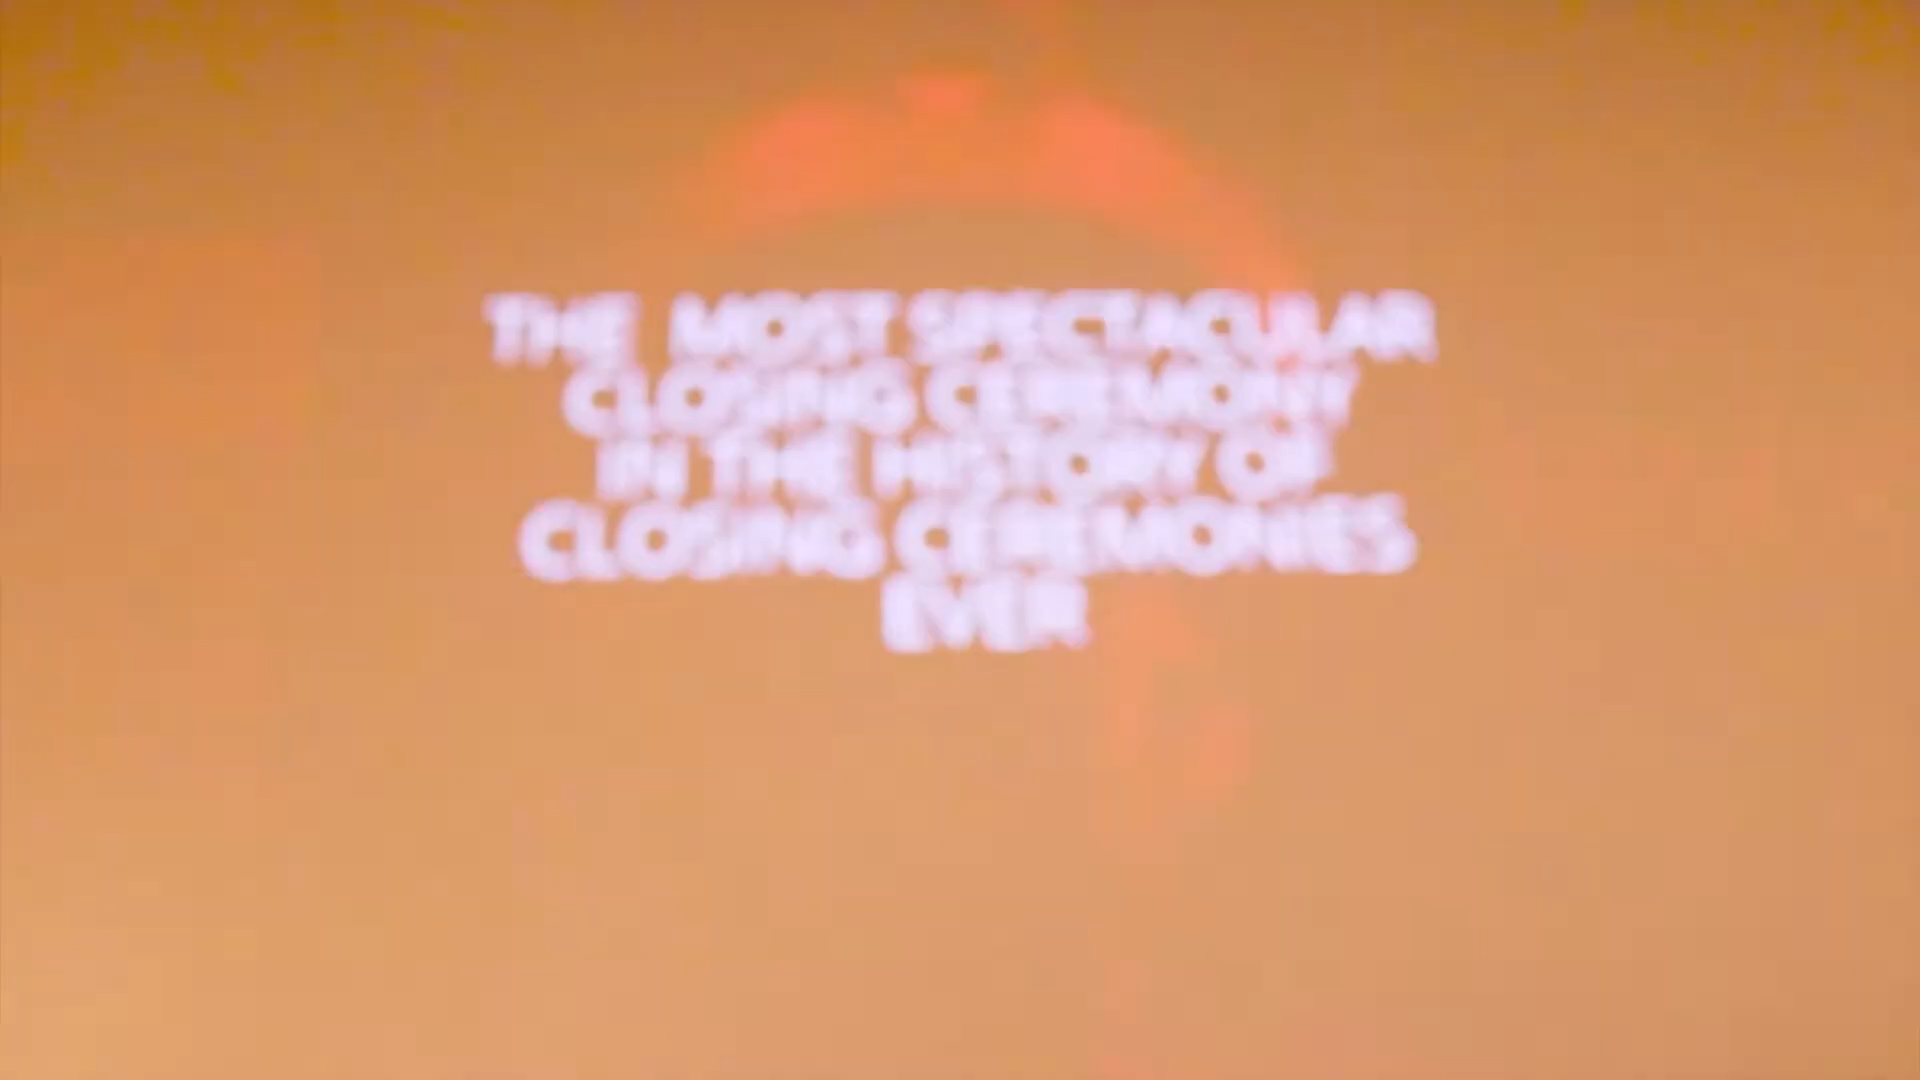 THE MOST SPECTACULAR
CLOSING CEREMONY
IN THE HISTORY OF
CLOSING CEREMONIES
EVER